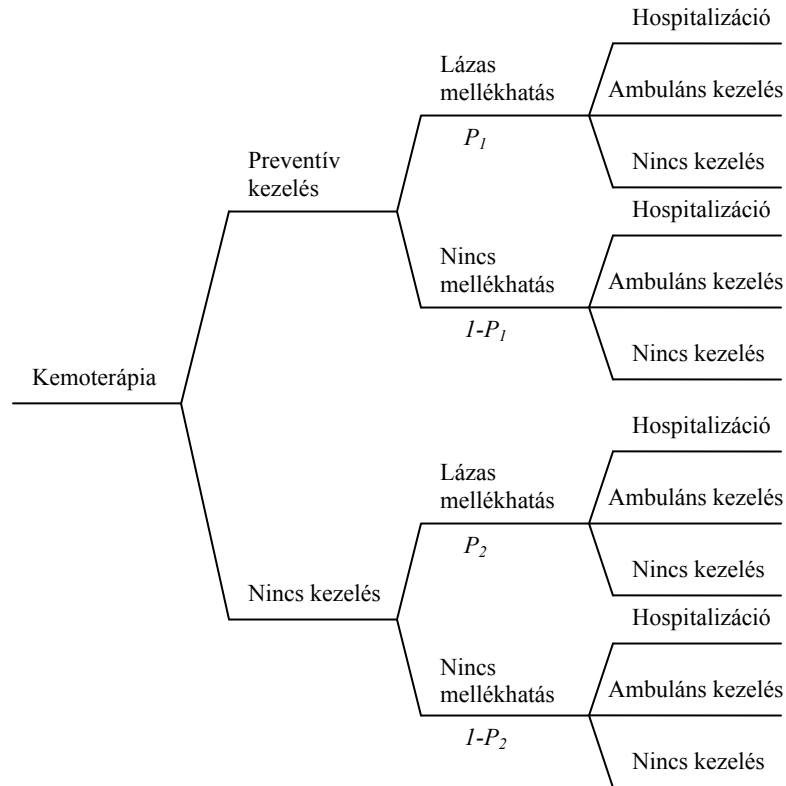 Hospitalizáció
Lázas
mellékhatás
Ambuláns kezelés
P1
Preventív
kezelés
Nincs kezelés
Hospitalizáció
Nincs
mellékhatás
Ambuláns kezelés
1-P1
Nincs kezelés
Kemoterápia
Hospitalizáció
Lázas
mellékhatás
Ambuláns kezelés
P2
Nincs kezelés
Nincs kezelés
Hospitalizáció
Nincs
mellékhatás
Ambuláns kezelés
1-P2
Nincs kezelés